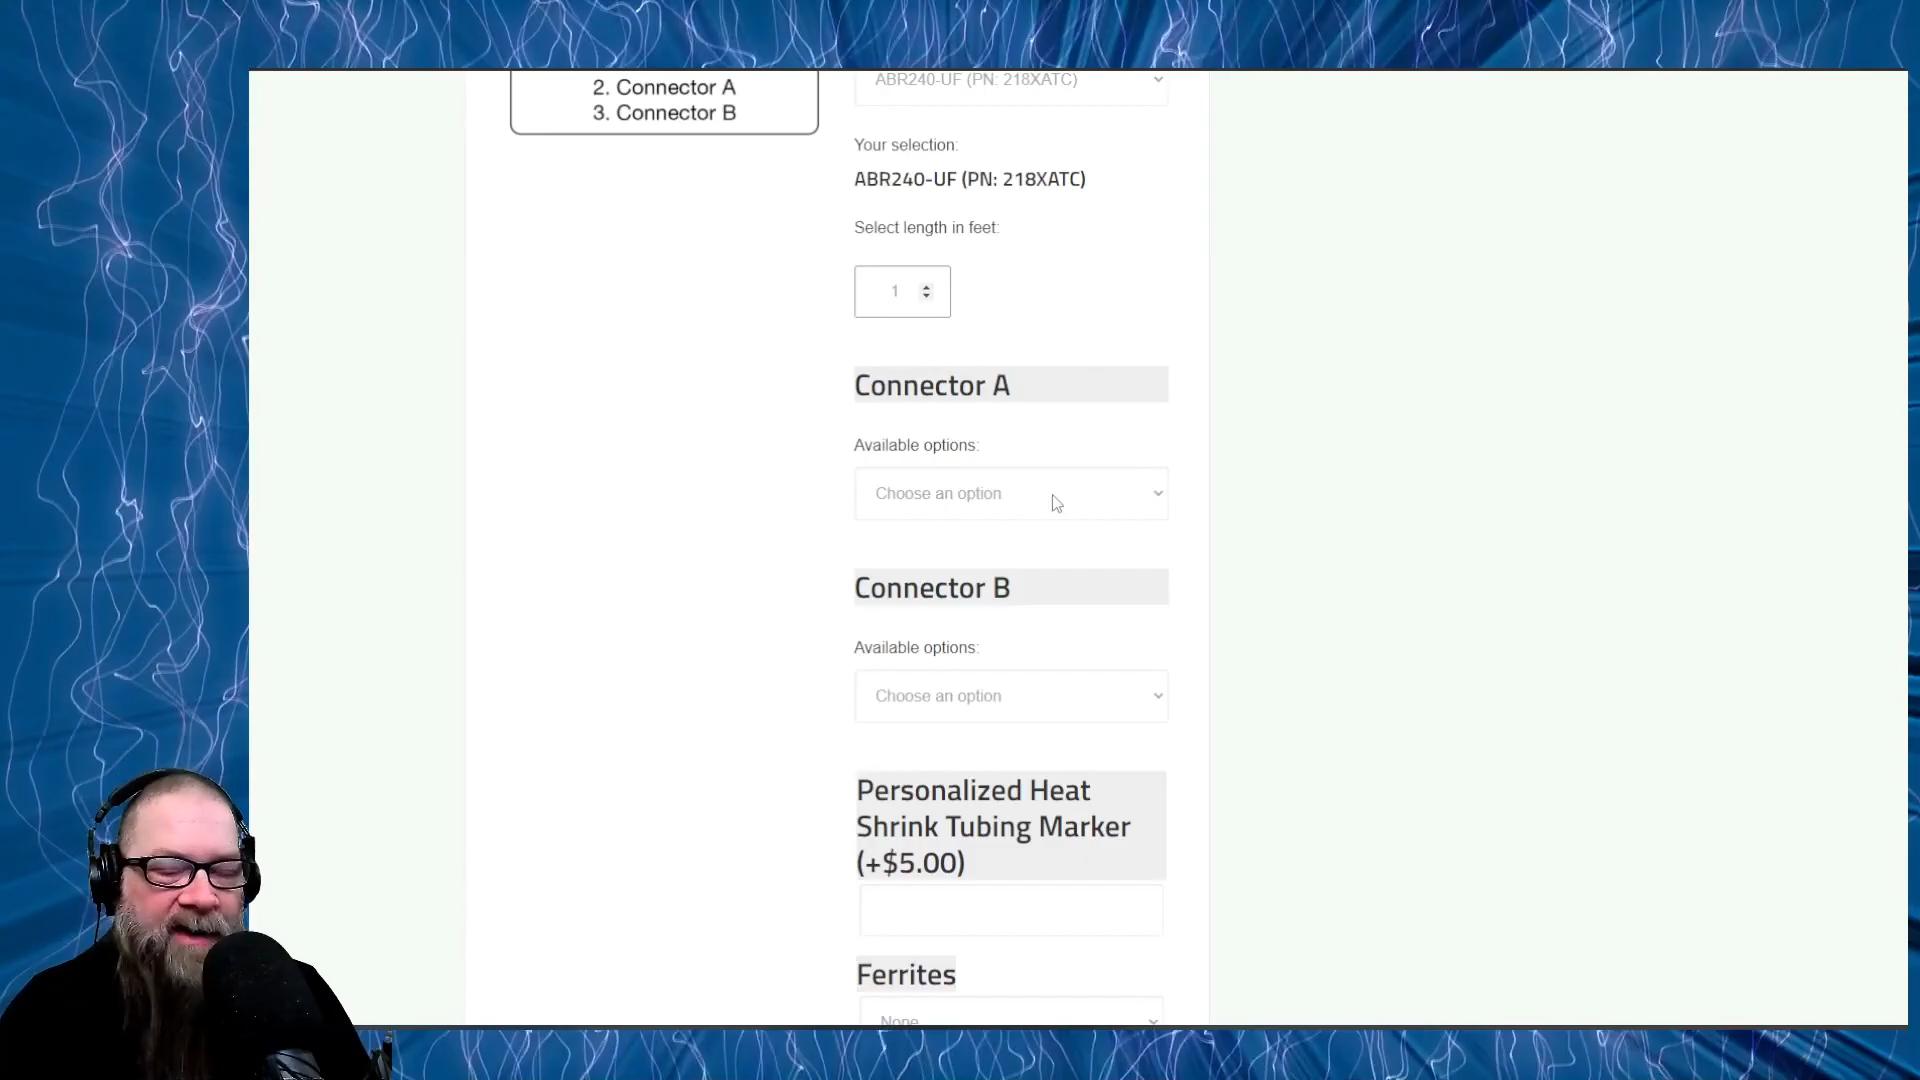 2. Connector A
3. Connector B
ABR240-UF (PN: 218XATC)
Your selection:
ABR240-UF (PN: 218XATC)
Select length in feet:
1
Connector A
Available options:
Choose an option
Connector B
Available options:
Choose an option
Personalized Heat
Shrink Tubing Marker
(+$5.00)
Ferrites
None